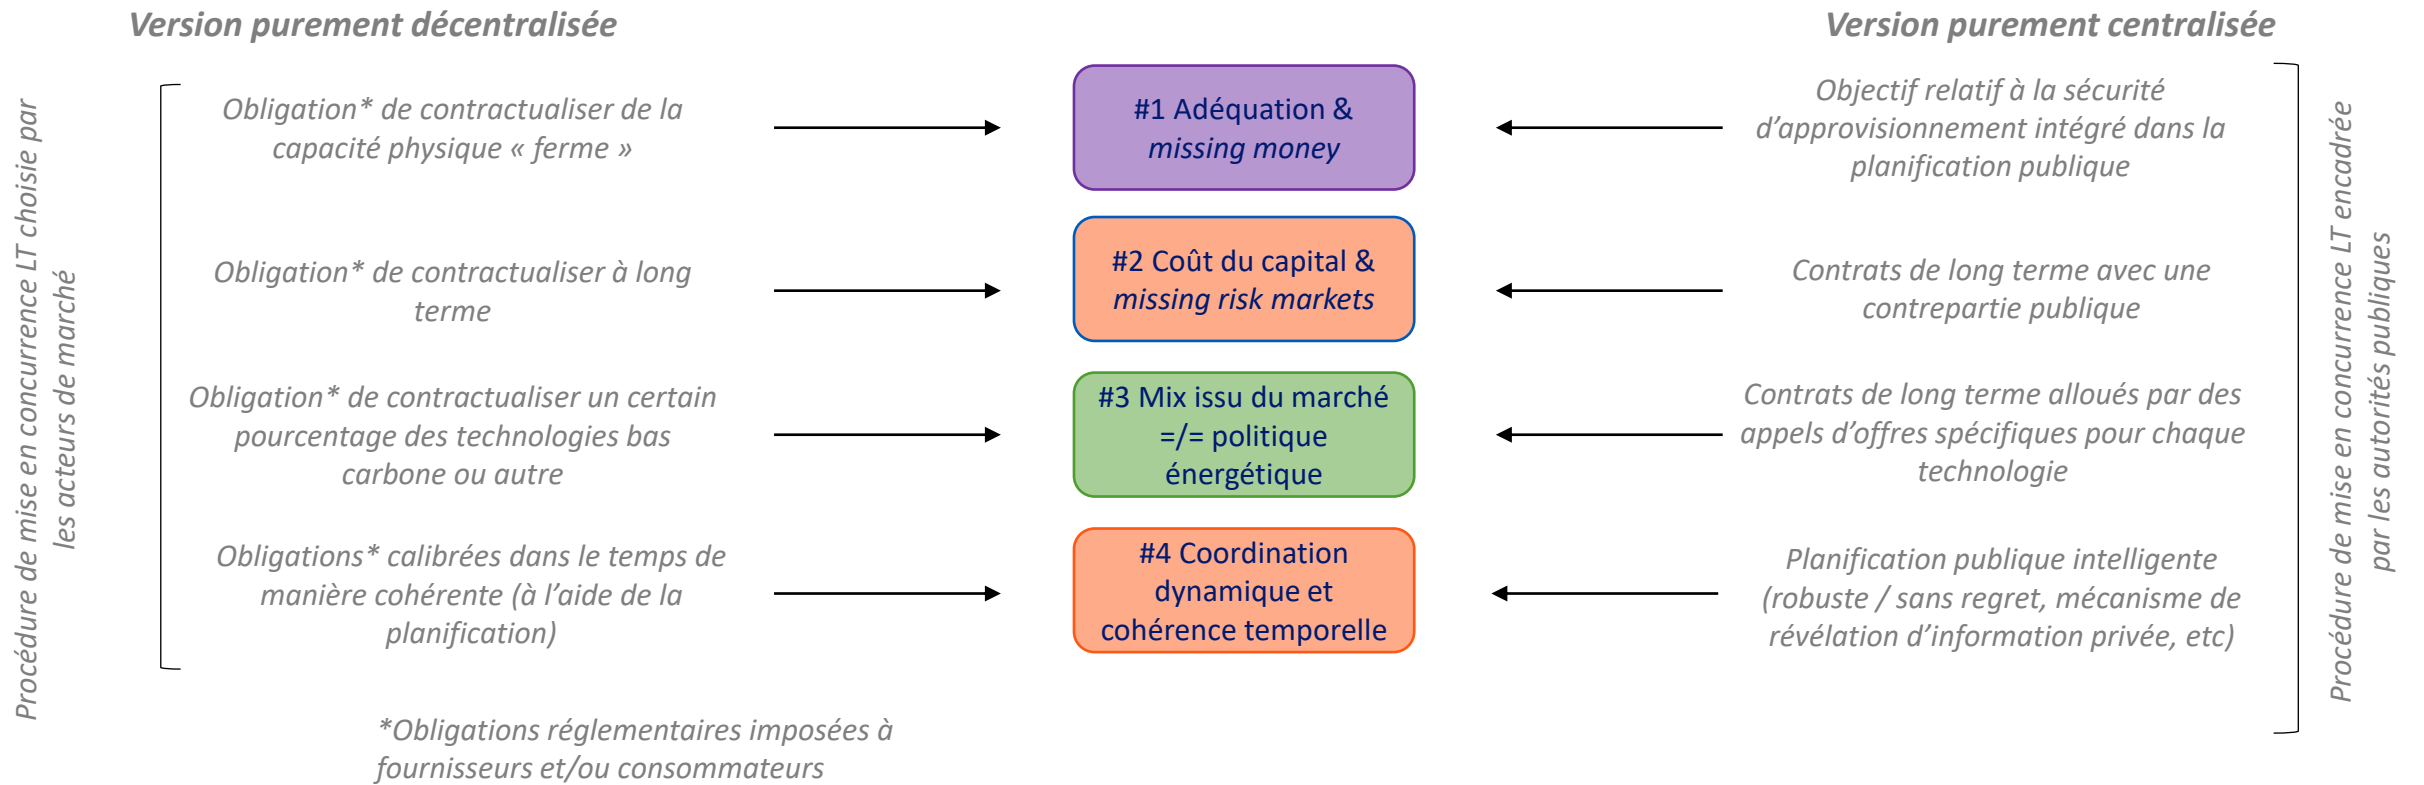 Version purement décentralisée
Version purement centralisée
Procédure de mise en concurrence LT choisie par
les acteurs de marché
Obligation* de contractualiser de la
capacité physique « ferme »
#1 Adéquation &
missing money
Objectif relatif à la sécurité
d’approvisionnement intégré dans la
planification publique
Obligation* de contractualiser à long
terme
#2 Coût du capital &
missing risk markets
Contrats de long terme avec une
contrepartie publique
Obligation* de contractualiser un certain
pourcentage des technologies bas
carbone ou autre
#3 Mix issu du marché
=/= politique
énergétique
Contrats de long terme alloués par des
appels d’offres spécifiques pour chaque
technologie
Obligations* calibrées dans le temps de
manière cohérente (à l’aide de la
planification)
#4 Coordination
dynamique et
cohérence temporelle
Planification publique intelligente
(robuste / sans regret, mécanisme de
révélation d’information privée, etc)
Procédure de mise en concurrence LT encadrée
par les autorités publiques
*Obligations réglementaires imposées à
fournisseurs et/ou consommateurs